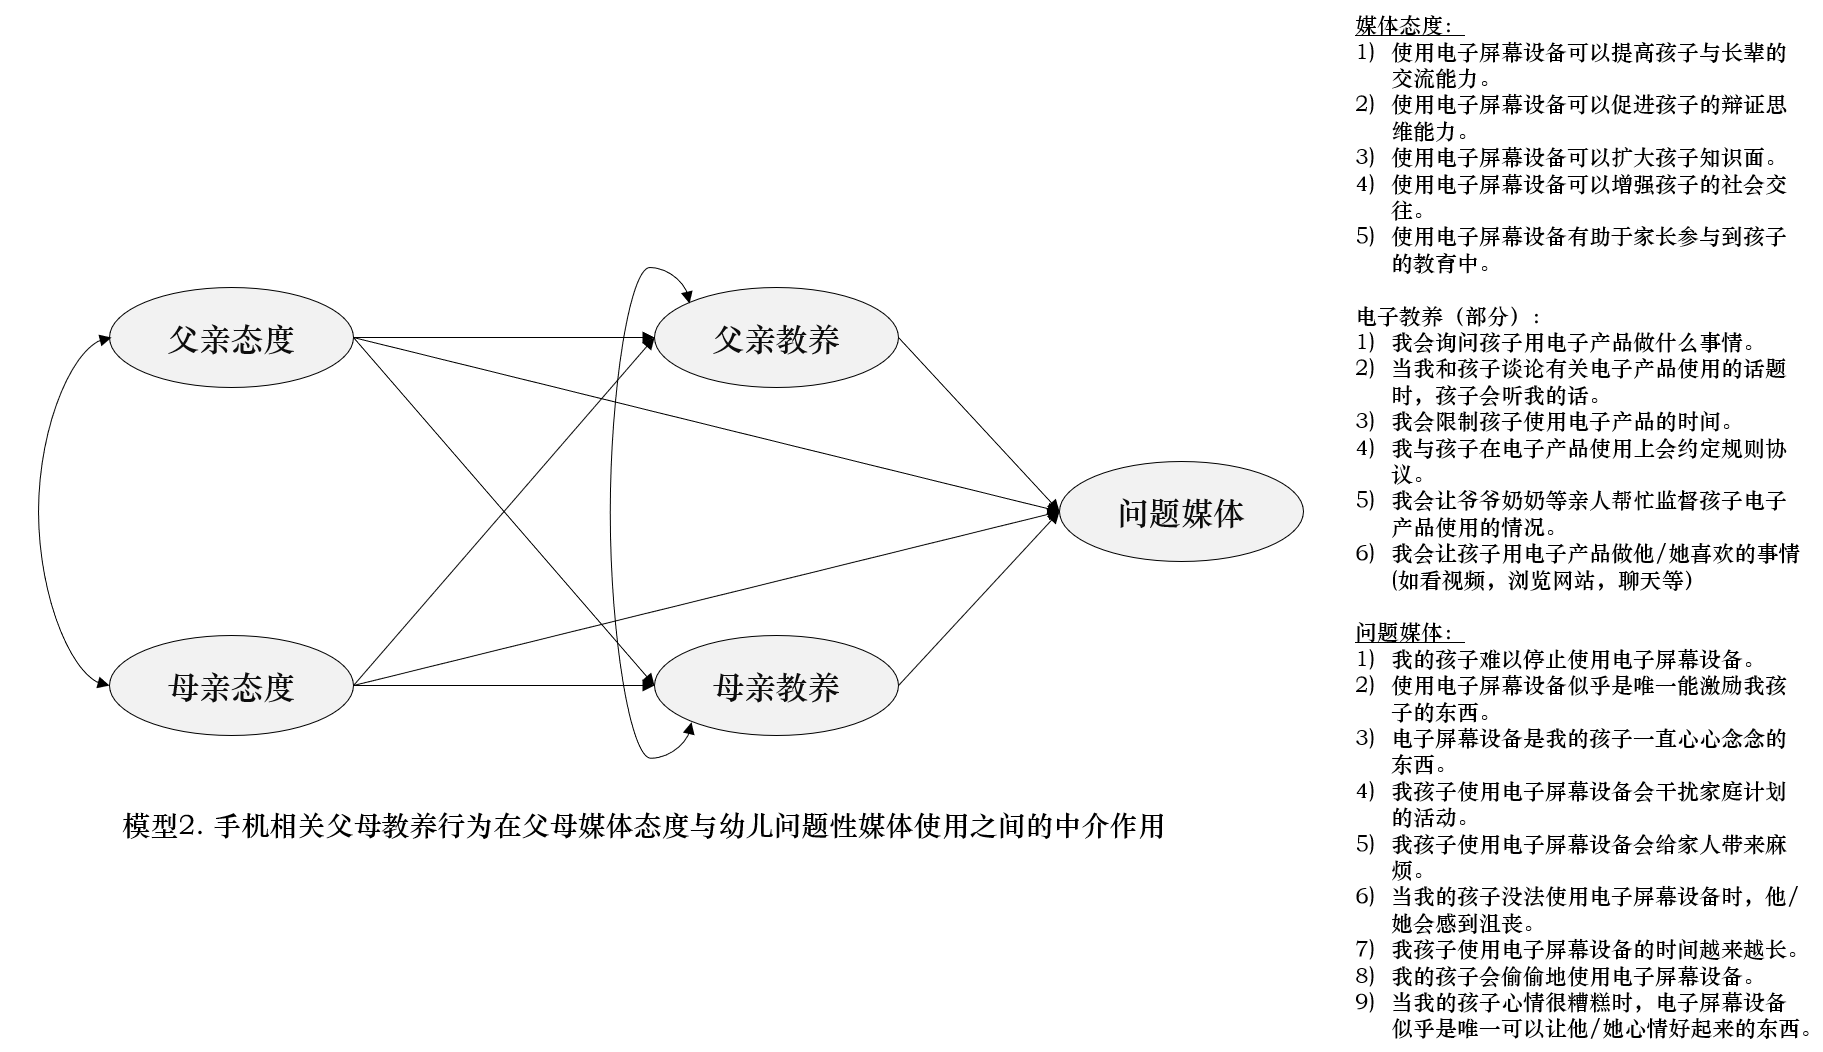 父亲态度
父亲教养
问题媒体
母亲态度
母亲教养
模型2. 手机相关父母教养行为在父母媒体态度与幼儿问题性媒体使用之间的中介作用
媒体态度：
1) 使用电子屏幕设备可以提高孩子与长辈的
交流能力。
2) 使用电子屏幕设备可以促进孩子的辩证思
维能力。
3) 使用电子屏幕设备可以扩大孩子知识面。
4) 使用电子屏幕设备可以增强孩子的社会交
往。
5) 使用电子屏幕设备有助于家长参与到孩子
的教育中。
电子教养（部分）：
1) 我会询问孩子用电子产品做什么事情。
2) 当我和孩子谈论有关电子产品使用的话题
时，孩子会听我的话。
3) 我会限制孩子使用电子产品的时间。
4) 我与孩子在电子产品使用上会约定规则协
议。
5) 我会让爷爷奶奶等亲人帮忙监督孩子电子
产品使用的情况。
6) 我会让孩子用电子产品做他/她喜欢的事情
(如看视频，浏览网站，聊天等)
问题媒体：
1) 我的孩子难以停止使用电子屏幕设备。
2) 使用电子屏幕设备似乎是唯一能激励我孩
子的东西。
3) 电子屏幕设备是我的孩子一直心心念念的
东西。
4) 我孩子使用电子屏幕设备会干扰家庭计划
的活动。
5) 我孩子使用电子屏幕设备会给家人带来麻
烦。
6) 当我的孩子没法使用电子屏幕设备时，他/
她会感到沮丧。
7) 我孩子使用电子屏幕设备的时间越来越长。
8) 我的孩子会偷偷地使用电子屏幕设备。
9) 当我的孩子心情很糟糕时，电子屏幕设备
似乎是唯一可以让他/她心情好起来的东西。